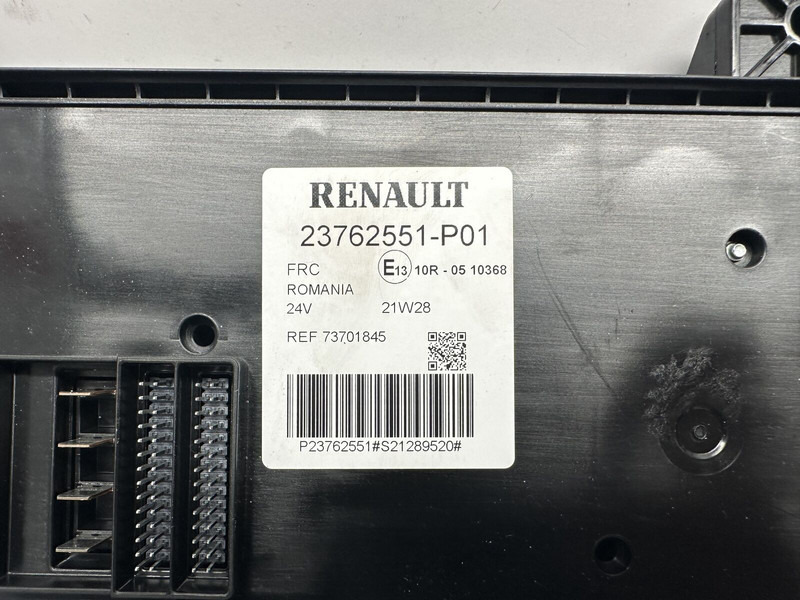 RENAULT
23762551-P01
FRC E13 10R - 05 10368
ROMANIA
24V 21W28
REF 73701845
P23762551#S21289520#